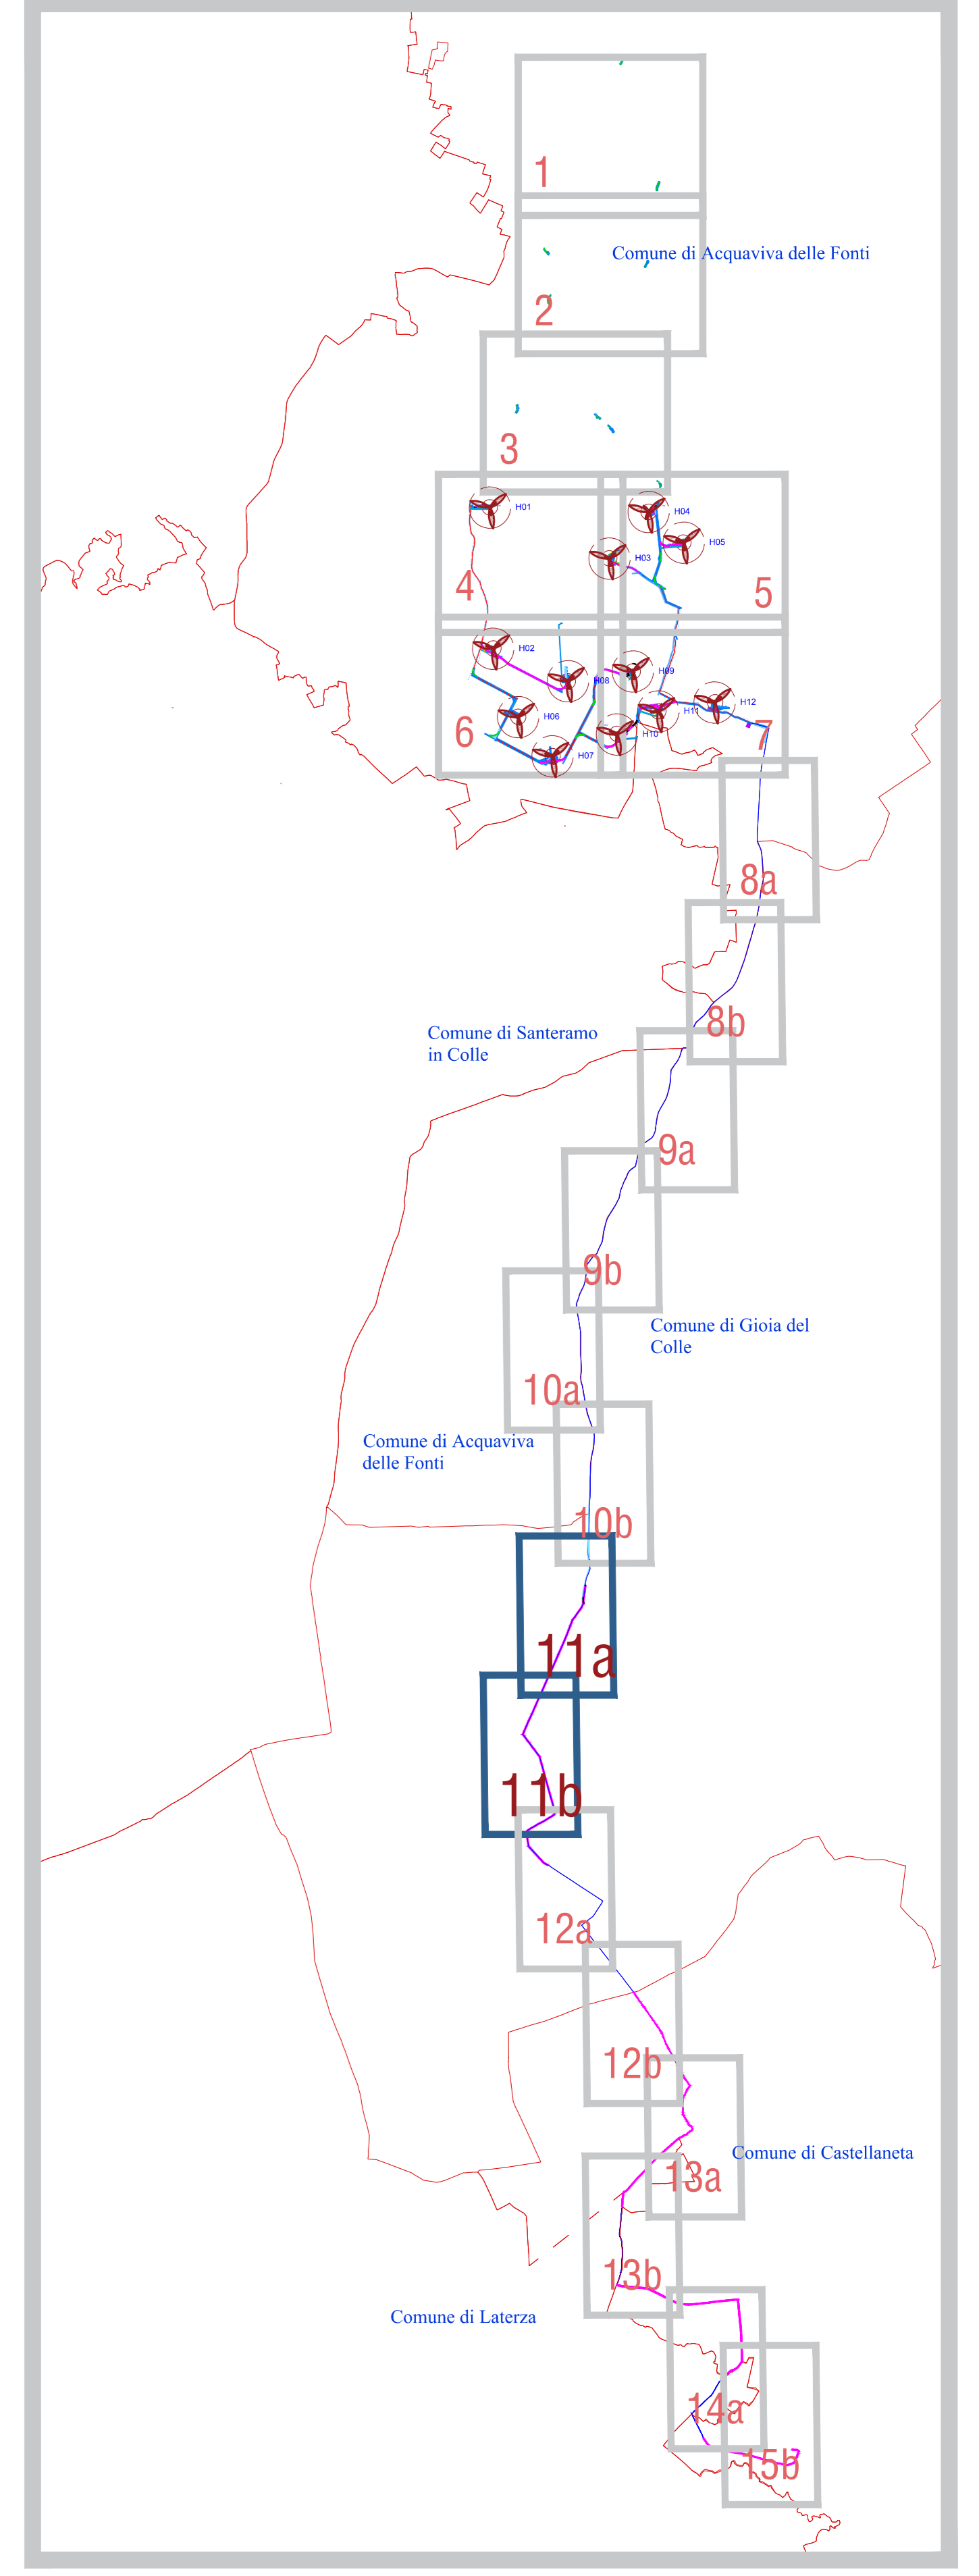 1
Comune di Acquaviva delle Fonti
2
3
H01
H04
H05
H03
4
5
H02
H09
H08
H12
H11
H06
6
H10
7
H07
8a
8b
Comune di Santeramo
in Colle
9a
9b
Comune di Gioia del
Colle
10a
Comune di Acquaviva
delle Fonti
10b
11a
11b
12a
12b
Comune di Castellaneta
13a
13b
Comune di Laterza
14a
15b